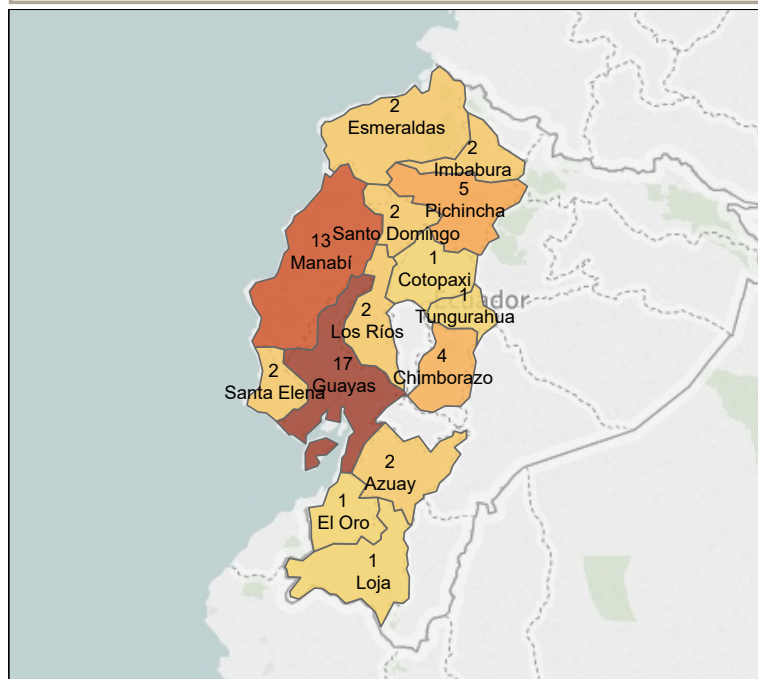 2
Esmeraldas
2
Imbabura
5
Pichincha
2
Santo Domingo
13
Manabí
1
Cotopaxi
Ecuador
1
Tungurahua
2
Los Ríos
4
Chimborazo
17
Guayas
2
Santa Elena
2
Azuay
1
El Oro
1
Loja